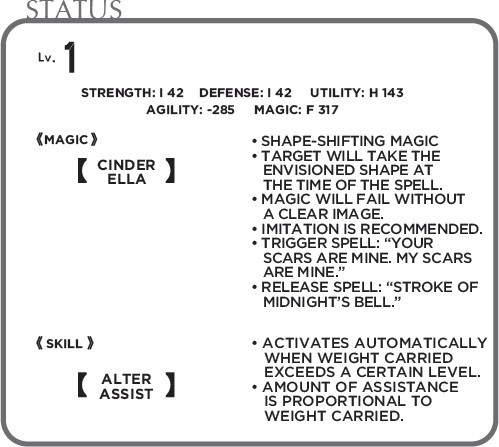 STATUS
Lv. 1
STRENGTH: I 42 DEFENSE: I 42 UTILITY: H 143
AGILITY: -285 MAGIC: F 317
《MAGIC》
【 CINDER
ELLA 】
• SHAPE-SHIFTING MAGIC
• TARGET WILL TAKE THE
ENVISIONED SHAPE AT
THE TIME OF THE SPELL.
• MAGIC WILL FAIL WITHOUT
A CLEAR IMAGE.
• IMITATION IS RECOMMENDED.
• TRIGGER SPELL: “YOUR
SCARS ARE MINE. MY SCARS
ARE MINE.”
• RELEASE SPELL: “STROKE OF
MIDNIGHT’S BELL.”
《 SKILL 》
【 ALTER
ASSIST 】
• ACTIVATES AUTOMATICALLY
WHEN WEIGHT CARRIED
EXCEEDS A CERTAIN LEVEL.
• AMOUNT OF ASSISTANCE
IS PROPORTIONAL TO
WEIGHT CARRIED.